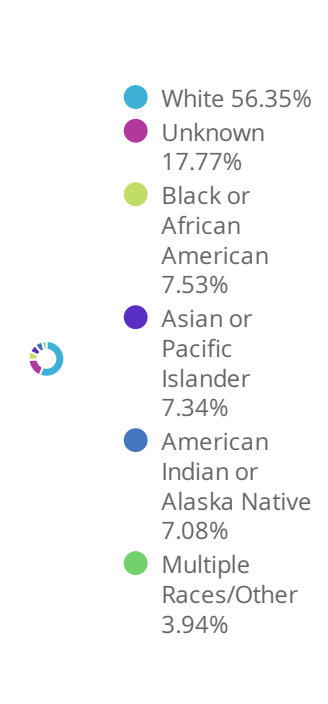 White 56.35%
Unknown
17.77%
Black or
African
American
7.53%
Asian or
Pacific
Islander
7.34%
American
Indian or
Alaska Native
7.08%
Multiple
Races/Other
3.94%